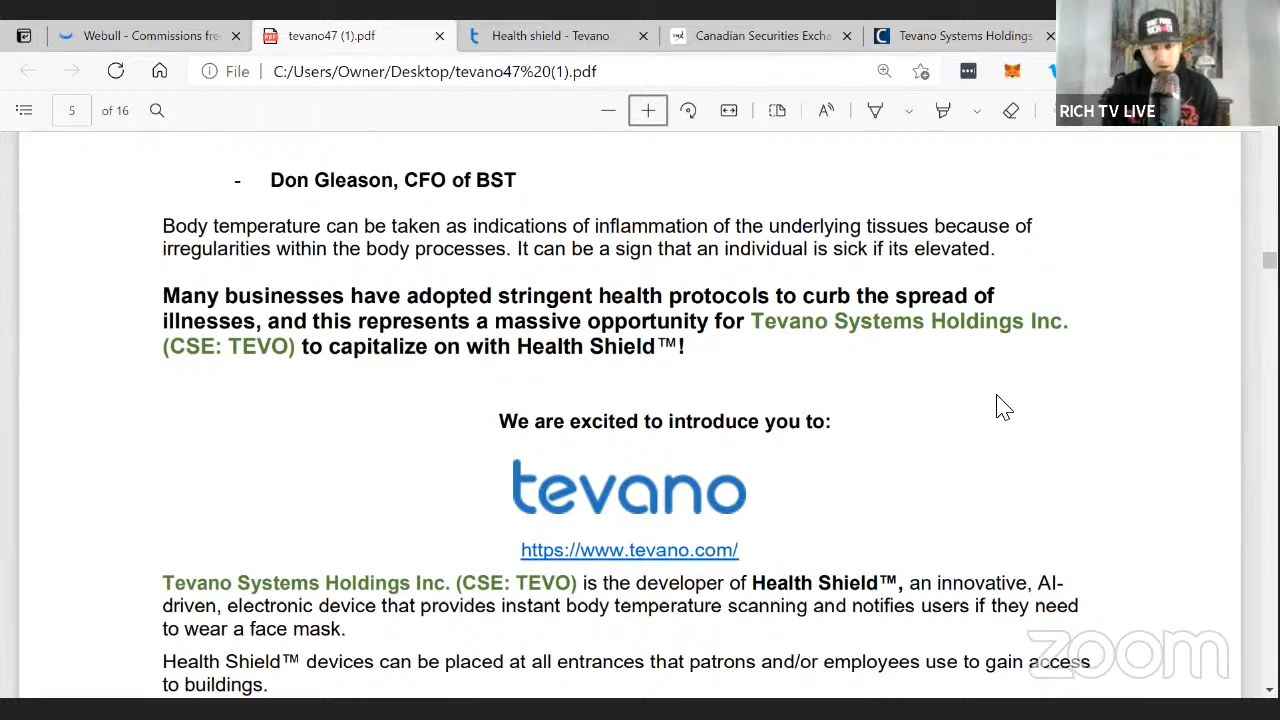 Webull - Commissions fre
tevano47 (1).pdf
Health shield - Tevano
Canadian Securities Excha
Tevano Systems Holdings
File
C:/Users/Owner/Desktop/tevano47%20(1).pdf
5
of 16
RICH TV LIVE
- Don Gleason, CFO of BST
Body temperature can be taken as indications of inflammation of the underlying tissues because of
irregularities within the body processes. It can be a sign that an individual is sick if its elevated.
Many businesses have adopted stringent health protocols to curb the spread of
illnesses, and this represents a massive opportunity for Tevano Systems Holdings Inc.
(CSE: TEVO) to capitalize on with Health Shield™!
We are excited to introduce you to:
tevano
https://www.tevano.com/
Tevano Systems Holdings Inc. (CSE: TEVO) is the developer of Health Shield™, an innovative, AI-
driven, electronic device that provides instant body temperature scanning and notifies users if they need
to wear a face mask.
Health Shield™ devices can be placed at all entrances that patrons and/or employees use to gain access
to buildings.
zoom